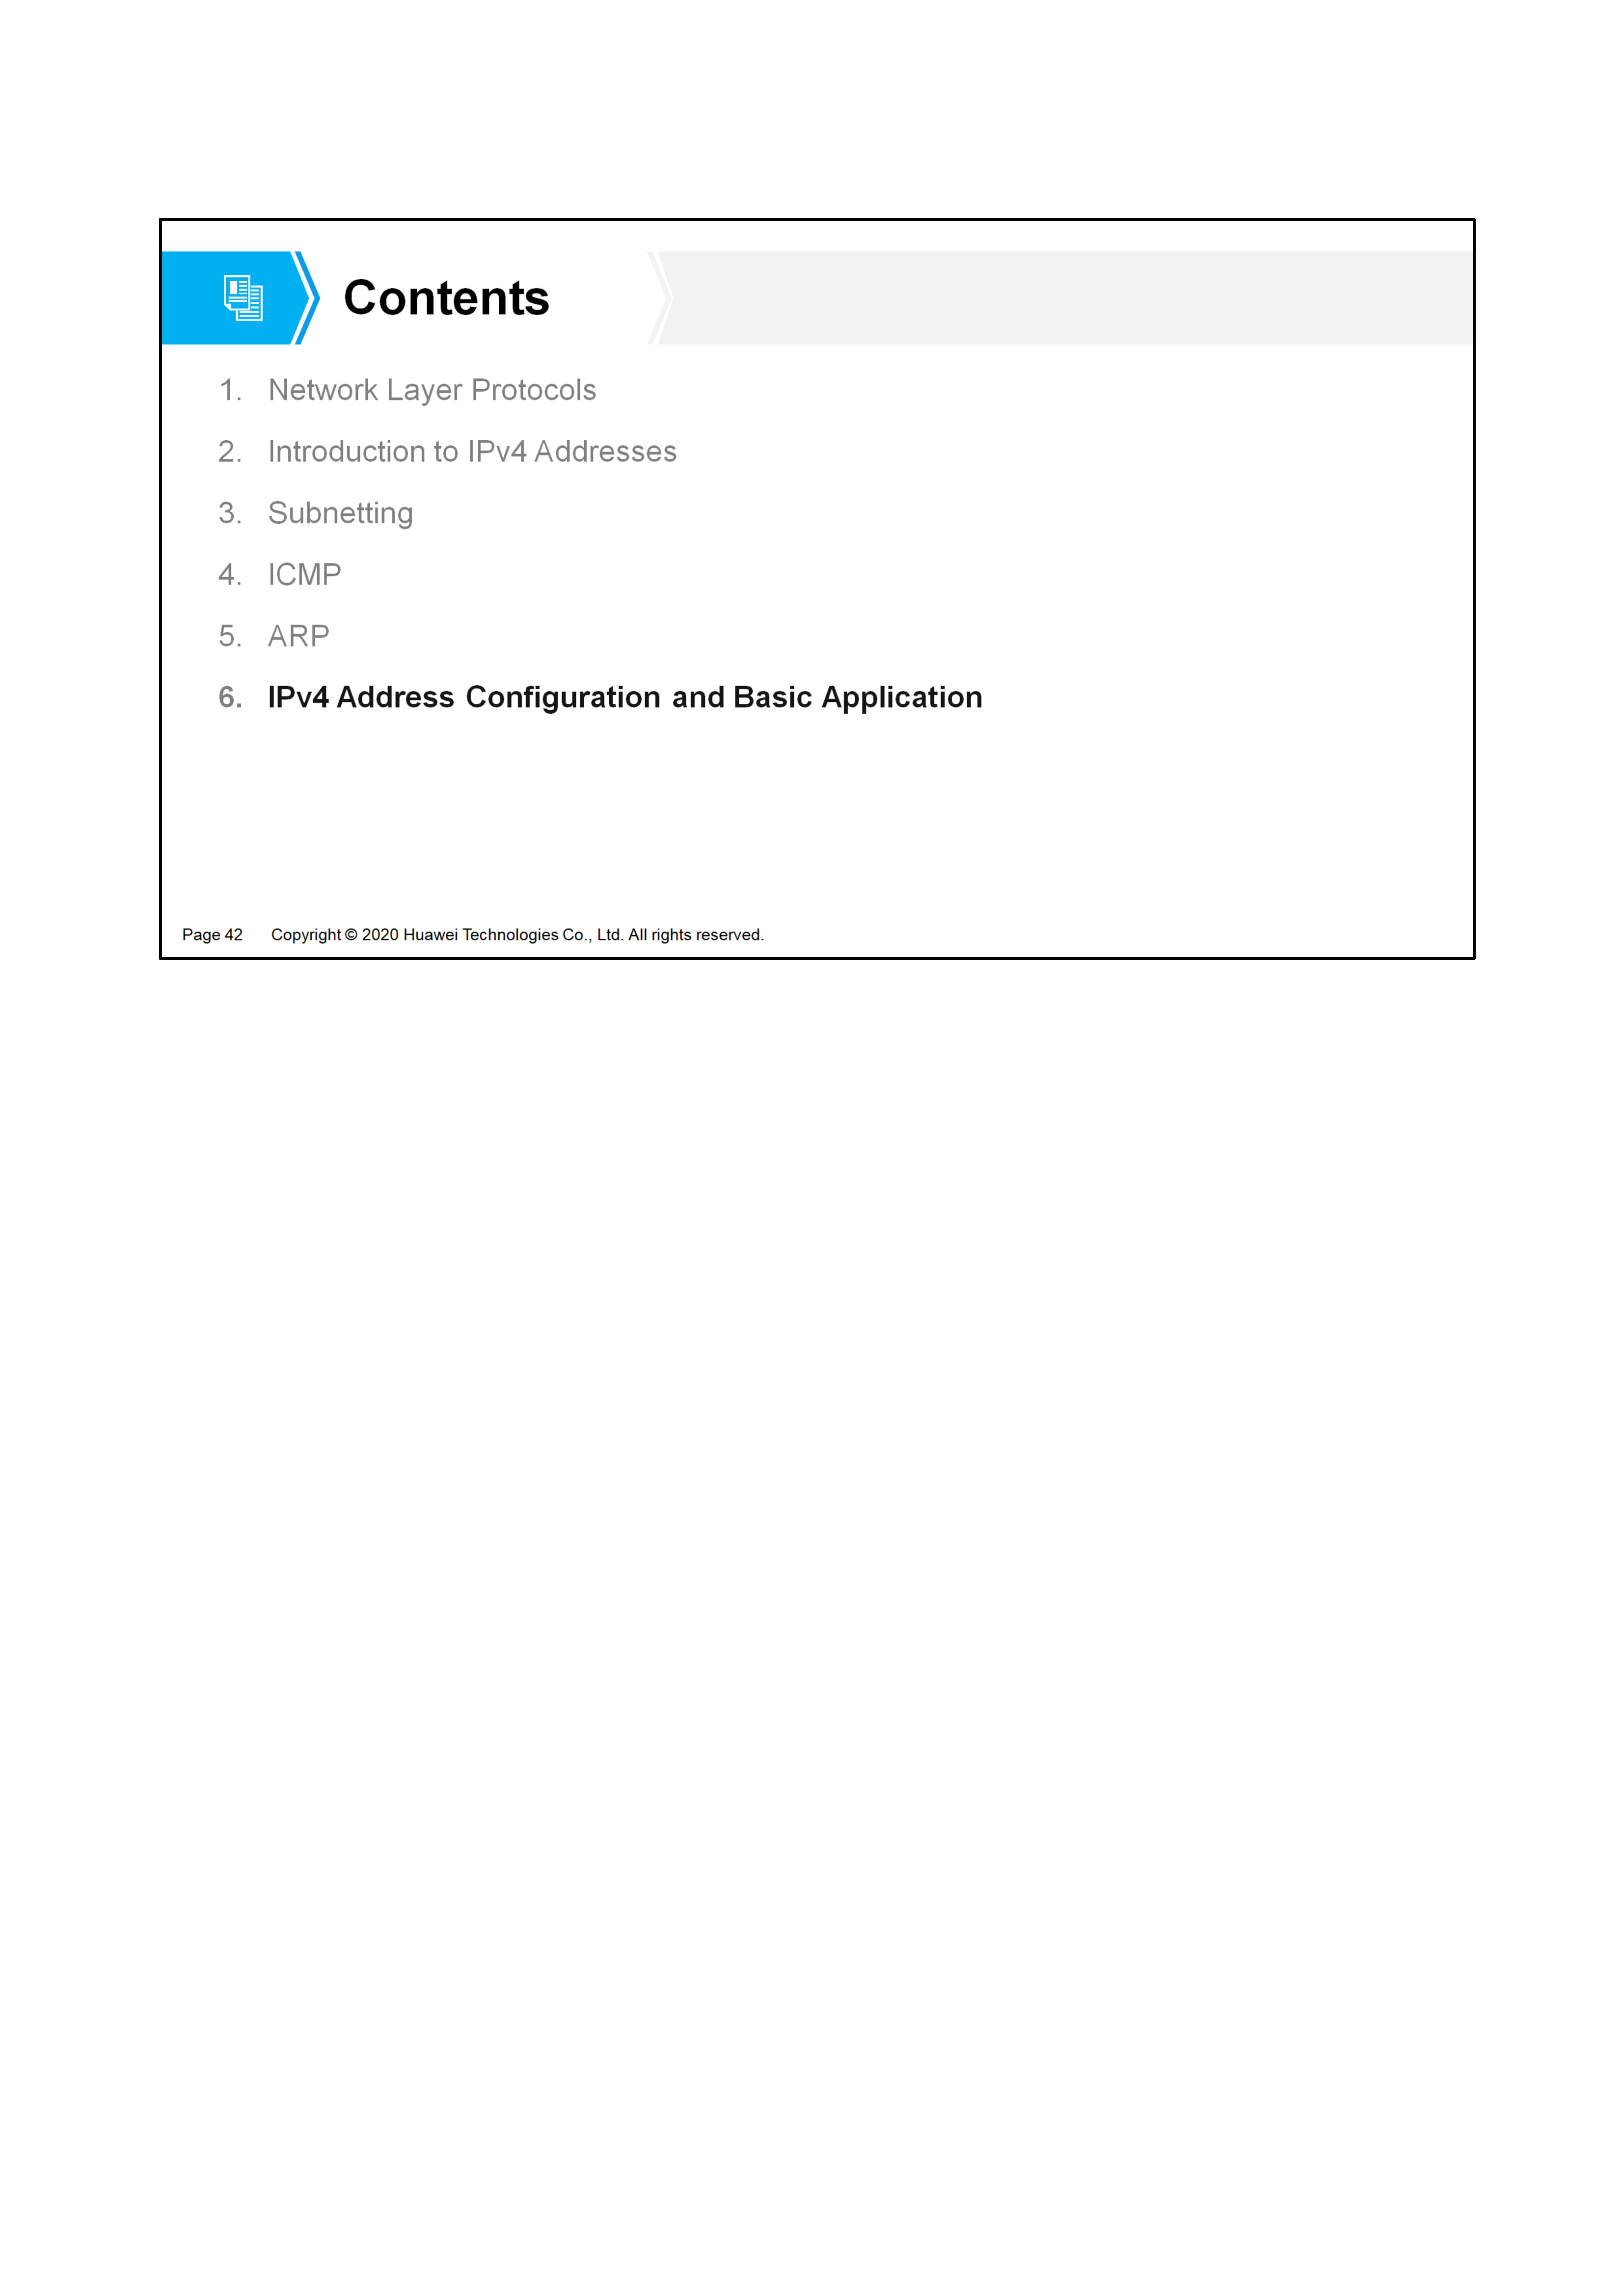 Contents
1. Network Layer Protocols
2. Introduction to IPv4 Addresses
3. Subnetting
4. ICMP
5. ARP
6. IPv4 Address Configuration and Basic Application
Page 42 Copyright © 2020 Huawei Technologies Co., Ltd. All rights reserved.